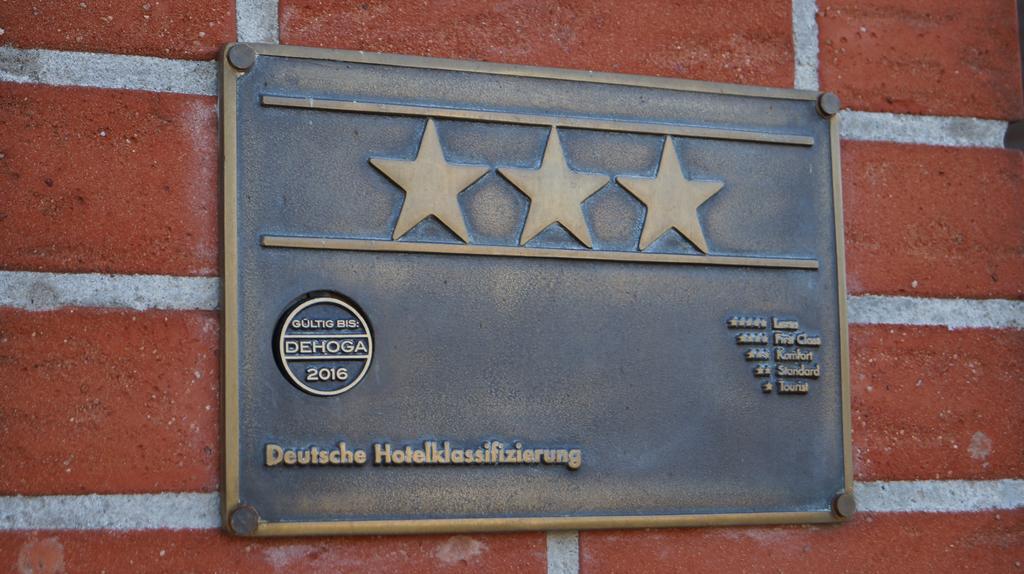 GÜLTIG BIS:
DEHOGA
2016
Luxus
First Class
Komfort
Standard
Tourist
Deutsche Hotelklassifizierung